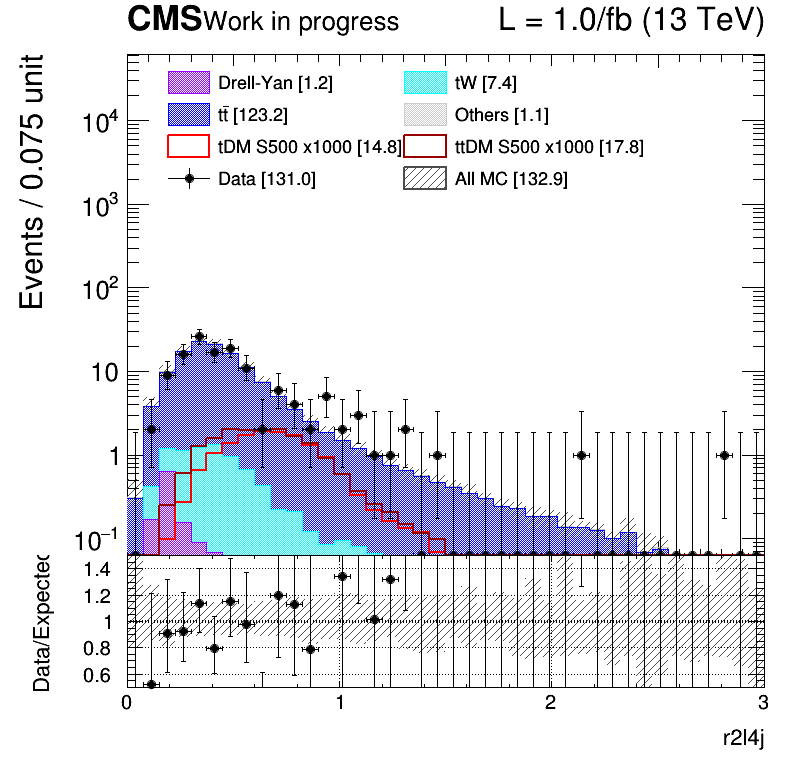 CMS Work in progress L = 1.0/fb (13 TeV)
Drell-Yan [1.2] tW [7.4]
tt̄ [123.2] Others [1.1]
tDM S500 x1000 [14.8] ttDM S500 x1000 [17.8]
Data [131.0] All MC [132.9]
Events / 0.075 unit
10⁴
10³
10²
10
1
10⁻¹
Data/Expected
1.4
1.2
1
0.8
0.6
0 1 2 3
r2l4j